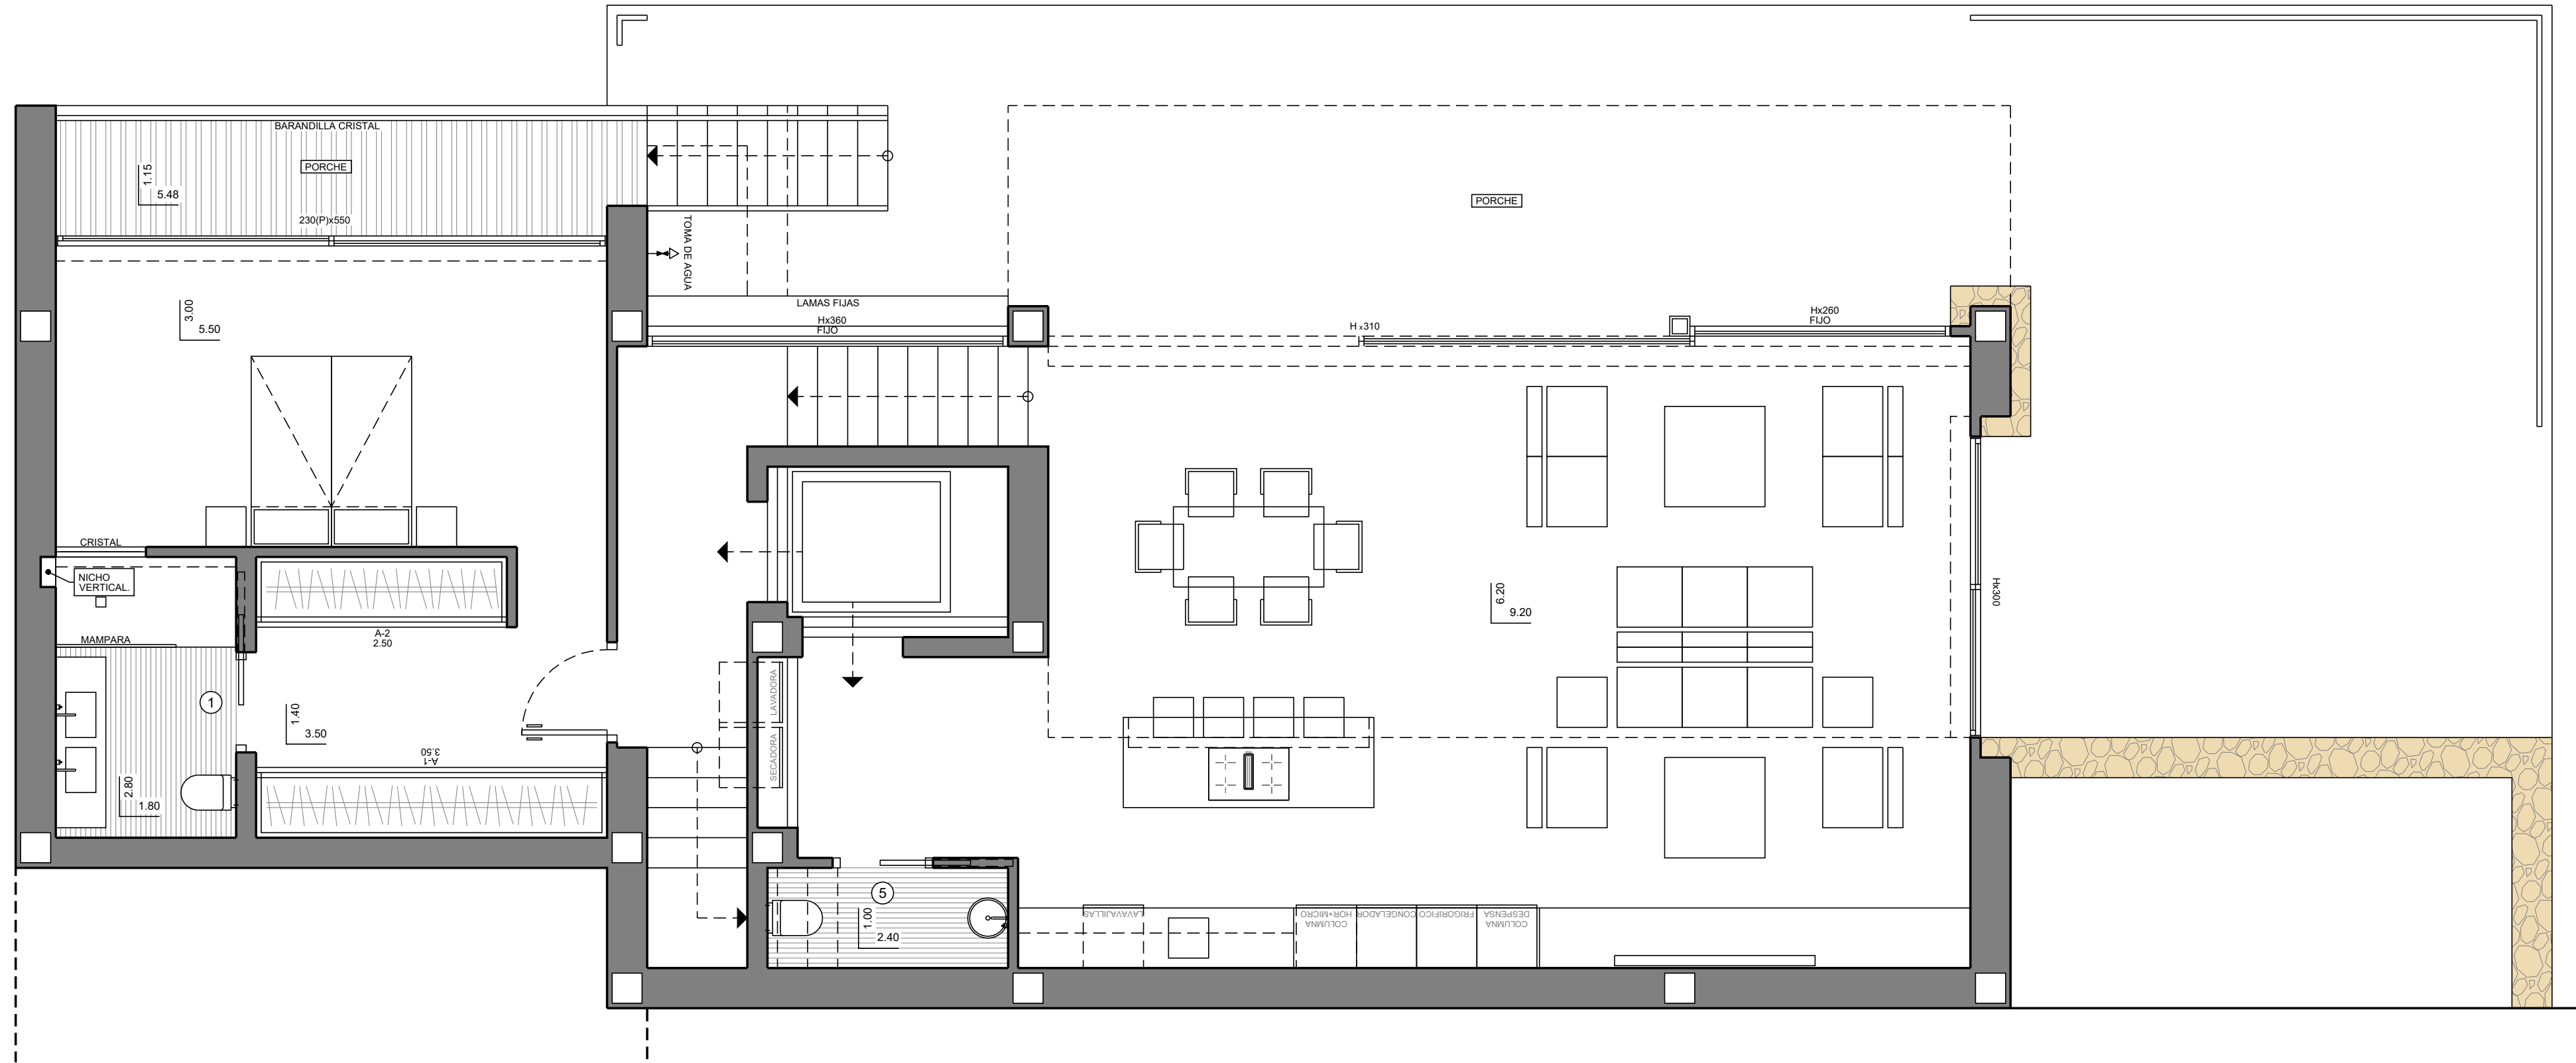 BARANDILLA CRISTAL
PORCHE
1.15
5.48
230(P)x550
TOMA DE AGUA
PORCHE
LAMAS FIJAS
Hx360
FIJO
H x310
Hx260
FIJO
3.00
5.50
CRISTAL
NICHO
VERTICAL.
MAMPARA
A-2
2.50
1
1.40
3.50
A-1
3.50
2.80
1.80
LAVADORA
SECADORA
6.20
9.20
Hx300
5
1.00
2.40
LAVAVAJILLAS
COLUMNA
HOR+MICRO
CONGELADOR
FRIGORIFICO
COLUMNA
DESPENSA